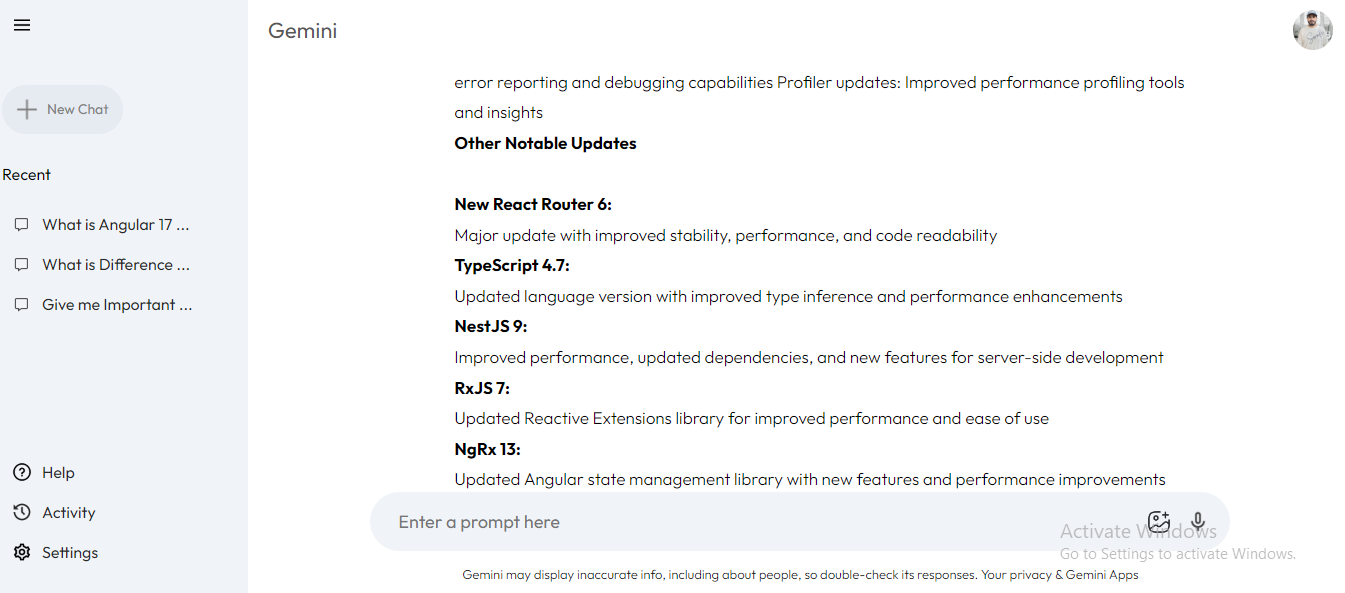 Gemini
New Chat
Recent
What is Angular 17 ...
What is Difference ...
Give me Important ...
Help
Activity
Settings
error reporting and debugging capabilities Profiler updates: Improved performance profiling tools
and insights
Other Notable Updates
New React Router 6:
Major update with improved stability, performance, and code readability
TypeScript 4.7:
Updated language version with improved type inference and performance enhancements
NestJS 9:
Improved performance, updated dependencies, and new features for server-side development
RxJS 7:
Updated Reactive Extensions library for improved performance and ease of use
NgRx 13:
Updated Angular state management library with new features and performance improvements
Enter a prompt here
Activate Windows
Go to Settings to activate Windows.
Gemini may display inaccurate info, including about people, so double-check its responses. Your privacy & Gemini Apps